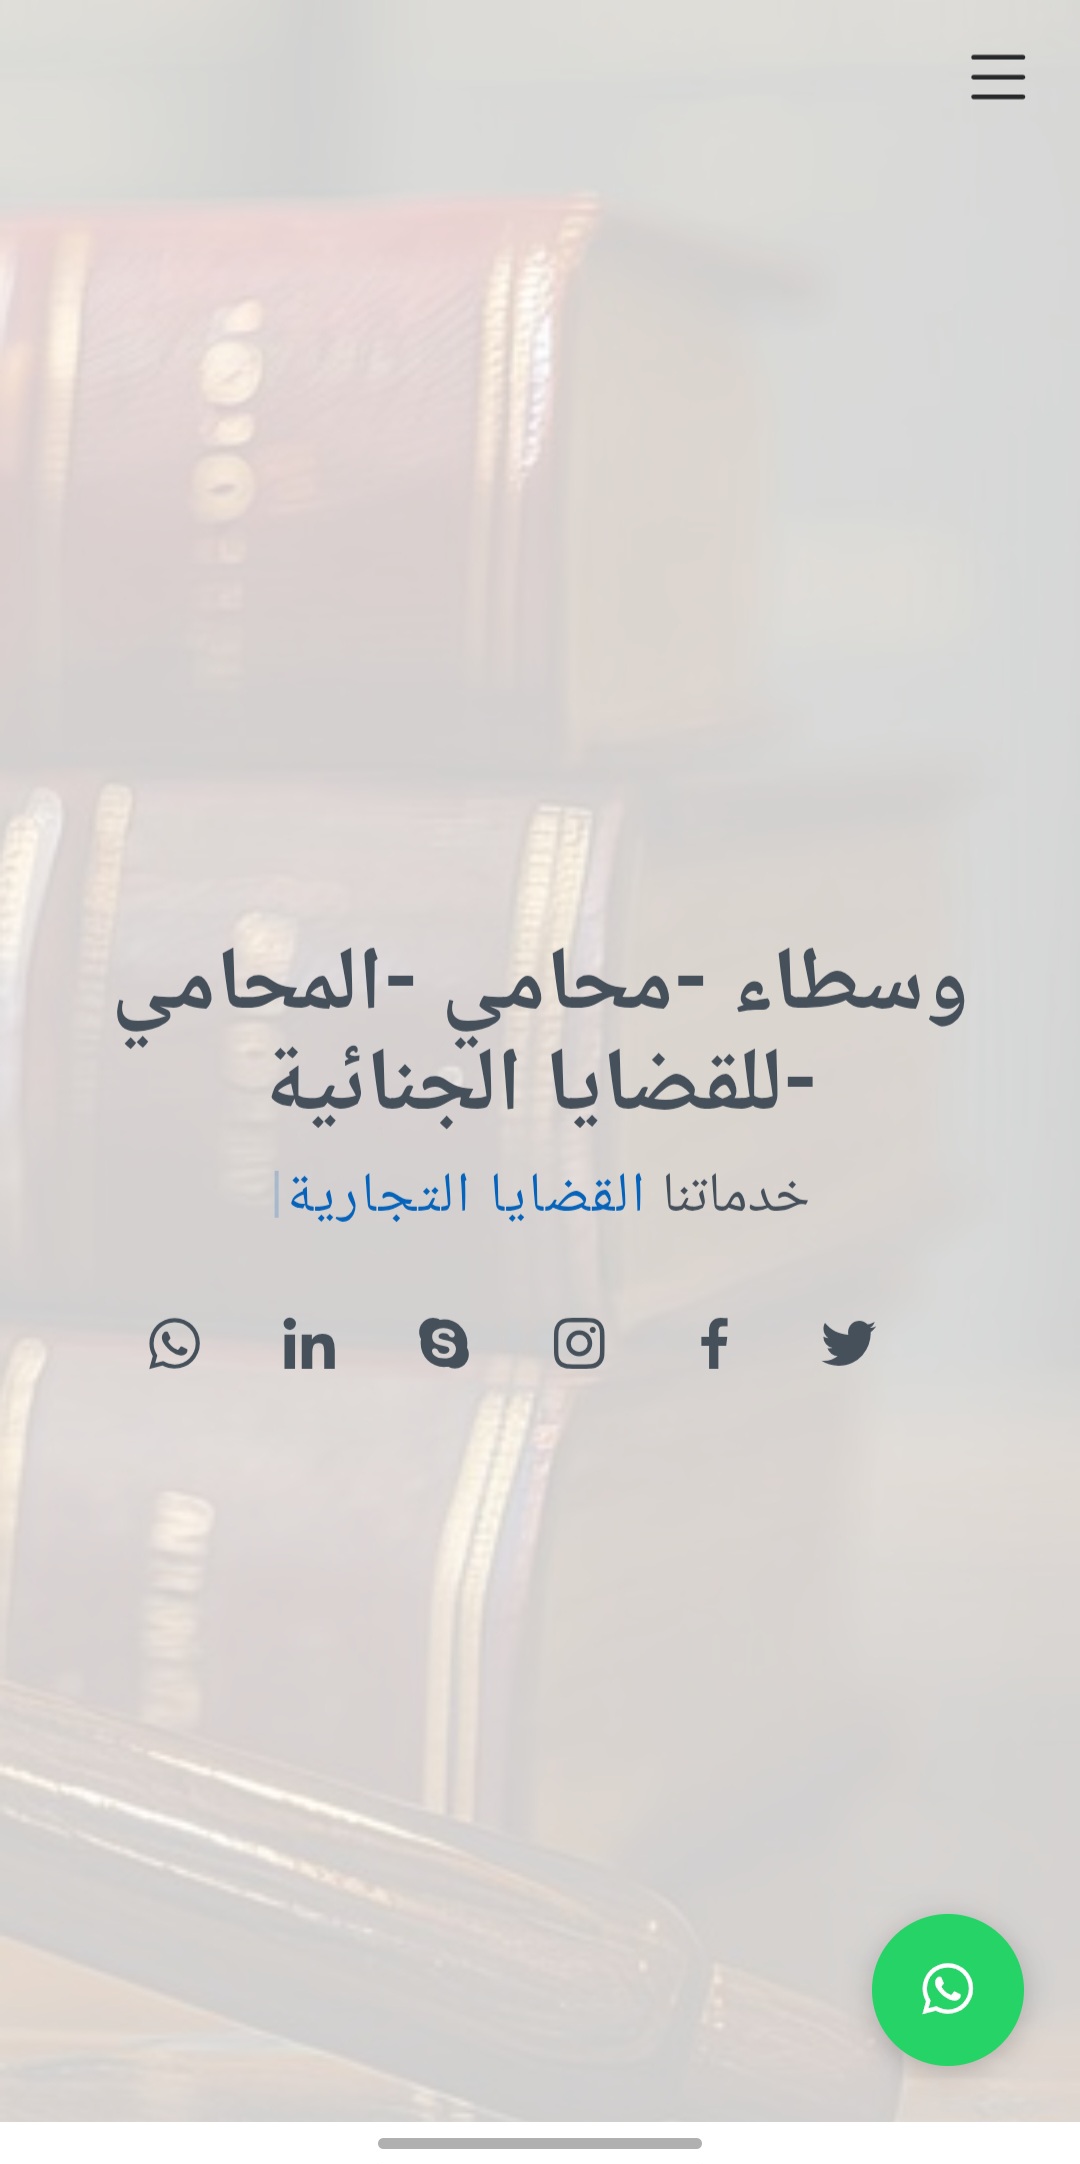 وسطاء -محامي -المحامي
-للقضايا الجنائية
خدماتنا القضايا التجارية